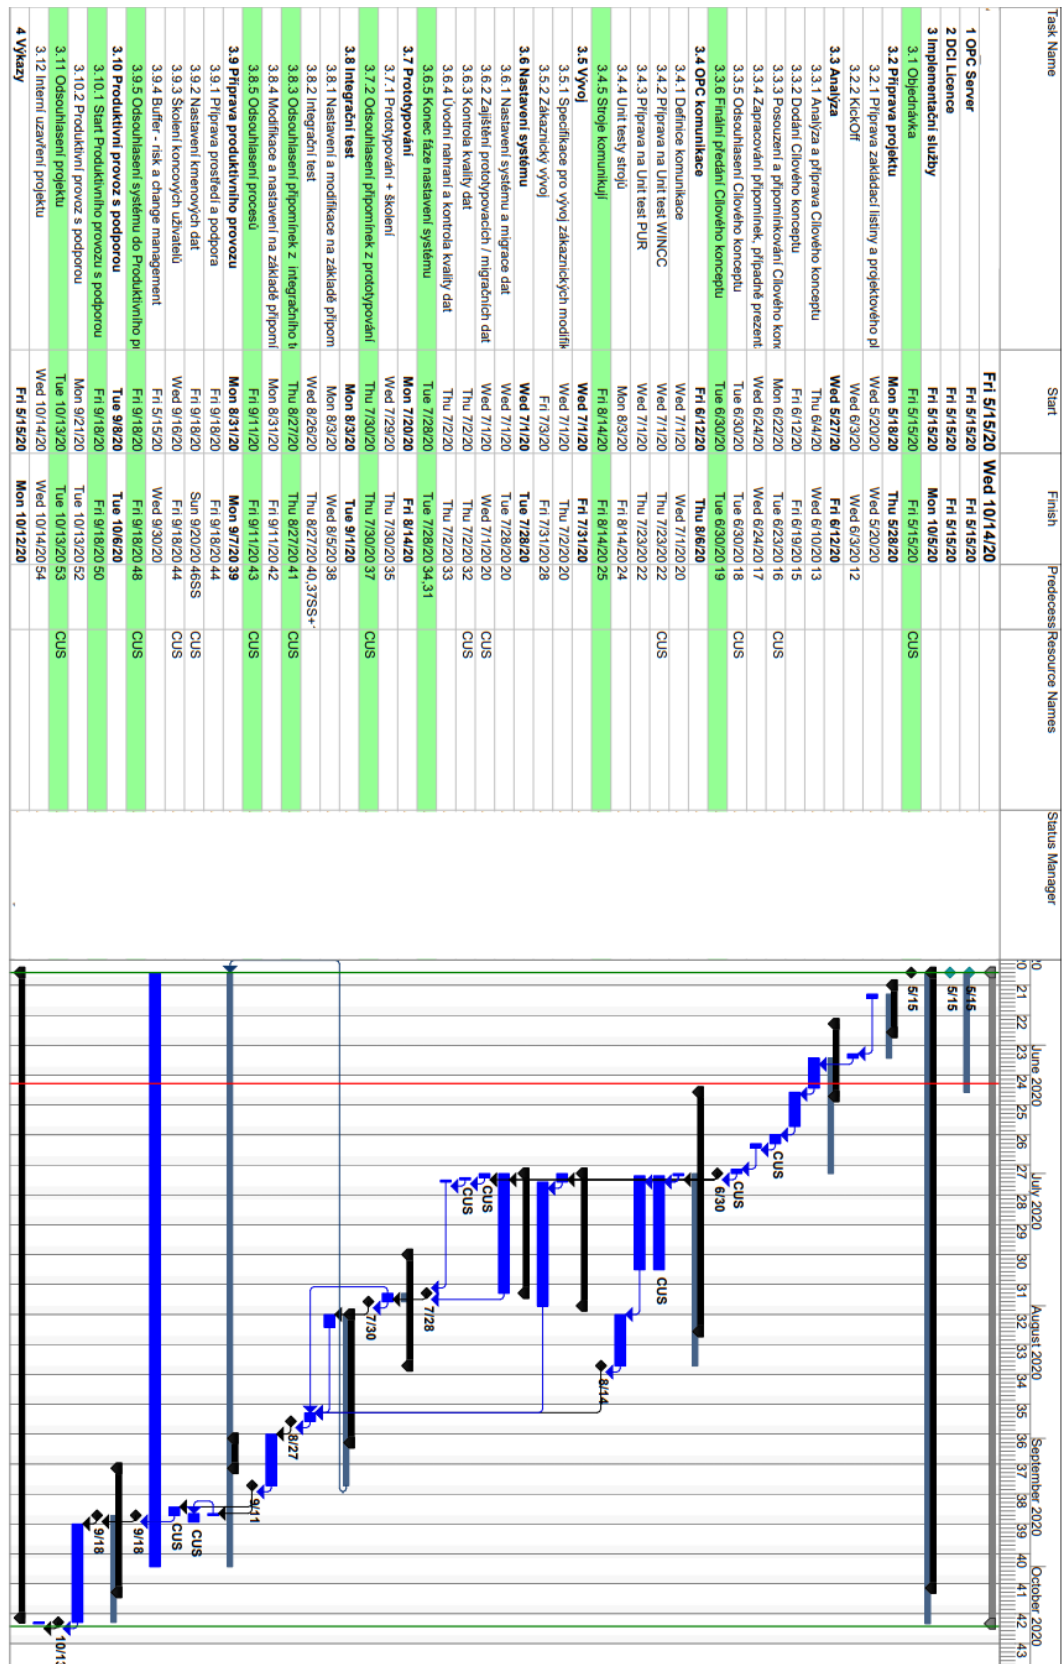 Task Name Start Finish Predecess Resource Names Status Manager
June 2020 July 2020 August 2020 September 2020 October 2020
20 21 22 23 24 25 26 27 28 29 30 31 32 33 34 35 36 37 38 39 40 41 42 43
Fri 5/15/20 Wed 10/14/20
1 OPC Server Fri 5/15/20 Fri 5/15/20 5/15
2 DCI Licence Fri 5/15/20 Fri 5/15/20 5/15
3 Implementační služby Fri 5/15/20 Mon 10/5/20
3.1 Objednávka Fri 5/15/20 Fri 5/15/20 CUS 5/15
3.2 Příprava projektu Mon 5/18/20 Thu 5/28/20
3.2.1 Příprava zakládací listiny a projektového pl Wed 5/20/20 Wed 5/20/20
3.2.2 KickOff Wed 6/3/20 Wed 6/3/20 12
3.3 Analýza Wed 5/27/20 Fri 6/12/20
3.3.1 Analýza a příprava Cílového konceptu Thu 6/4/20 Wed 6/10/20 13
3.3.2 Dodání Cílového konceptu Fri 6/12/20 Fri 6/19/20 15
3.3.3 Posouzení a připomínkování Cílového kon Mon 6/22/20 Tue 6/23/20 16 CUS CUS
3.3.4 Zapracování připomínek, případně prezent Wed 6/24/20 Wed 6/24/20 17
3.3.5 Odsouhlasení Cílového konceptu Tue 6/30/20 Tue 6/30/20 18 CUS CUS
3.3.6 Finální předání Cílového konceptu Tue 6/30/20 Tue 6/30/20 19 6/30
3.4 OPC komunikace Fri 6/12/20 Thu 8/6/20
3.4.1 Definice komunikace Wed 7/1/20 Wed 7/1/20 20
3.4.2 Příprava na Unit test WINCC Wed 7/1/20 Thu 7/23/20 22 CUS CUS
3.4.3 Příprava na Unit test PUR Wed 7/1/20 Thu 7/23/20 22
3.4.4 Unit testy strojů Mon 8/3/20 Fri 8/14/20 24
3.4.5 Stroje komunikují Fri 8/14/20 Fri 8/14/20 25 8/14
3.5 Vývoj Wed 7/1/20 Fri 7/31/20
3.5.1 Specifikace pro vývoj zákaznických modifik Wed 7/1/20 Thu 7/2/20 20
3.5.2 Zákaznický vývoj Fri 7/3/20 Fri 7/31/20 28
3.6 Nastavení systému Wed 7/1/20 Tue 7/28/20
3.6.1 Nastavení systému a migrace dat Wed 7/1/20 Tue 7/28/20 20
3.6.2 Zajištění prototypovacích / migračních dat Wed 7/1/20 Wed 7/1/20 20 CUS CUS
3.6.3 Kontrola kvality dat Thu 7/2/20 Thu 7/2/20 32 CUS CUS
3.6.4 Úvodní nahraní a kontrola kvality dat Thu 7/2/20 Thu 7/2/20 33
3.6.5 Konec fáze nastavení systému Tue 7/28/20 Tue 7/28/20 34,31 7/28
3.7 Prototypování Mon 7/20/20 Fri 8/14/20
3.7.1 Prototypování + školení Wed 7/29/20 Thu 7/30/20 35
3.7.2 Odsouhlasení připomínek z prototypování Thu 7/30/20 Thu 7/30/20 37 CUS 7/30
3.8 Integrační test Mon 8/3/20 Tue 9/1/20
3.8.1 Nastavení a modifikace na základě připom Mon 8/3/20 Wed 8/5/20 38
3.8.2 Integrační test Wed 8/26/20 Thu 8/27/20 40,37SS+
3.8.3 Odsouhlasení připomínek z integračního t Thu 8/27/20 Thu 8/27/20 41 CUS 8/27
3.8.4 Modifikace a nastavení na základě připomí Mon 8/31/20 Fri 9/11/20 42
3.8.5 Odsouhlasení procesů Fri 9/11/20 Fri 9/11/20 43 CUS 9/11
3.9 Příprava produktivního provozu Mon 8/31/20 Mon 9/7/20 39
3.9.1 Příprava prostředí a podpora Fri 9/18/20 Fri 9/18/20 44
3.9.2 Nastavení kmenových dat Fri 9/18/20 Sun 9/20/20 46SS CUS CUS
3.9.3 Školení koncových uživatelů Wed 9/16/20 Fri 9/18/20 44 CUS CUS
3.9.4 Buffer - risk a change management Fri 5/15/20 Wed 9/30/20
3.9.5 Odsouhlasení systému do Produktivního p Fri 9/18/20 Fri 9/18/20 48 CUS 9/18
3.10 Produktivní provoz s podporou Tue 9/8/20 Tue 10/6/20
3.10.1 Start Produktivního provozu s podporou Fri 9/18/20 Fri 9/18/20 50 9/18
3.10.2 Produktivní provoz s podporou Mon 9/21/20 Tue 10/13/20 52
3.11 Odsouhlasení projektu Tue 10/13/20 Tue 10/13/20 53 CUS 10/13
3.12 Interní uzavření projektu Wed 10/14/20 Wed 10/14/20 54
4 Výkazy Fri 5/15/20 Mon 10/12/20